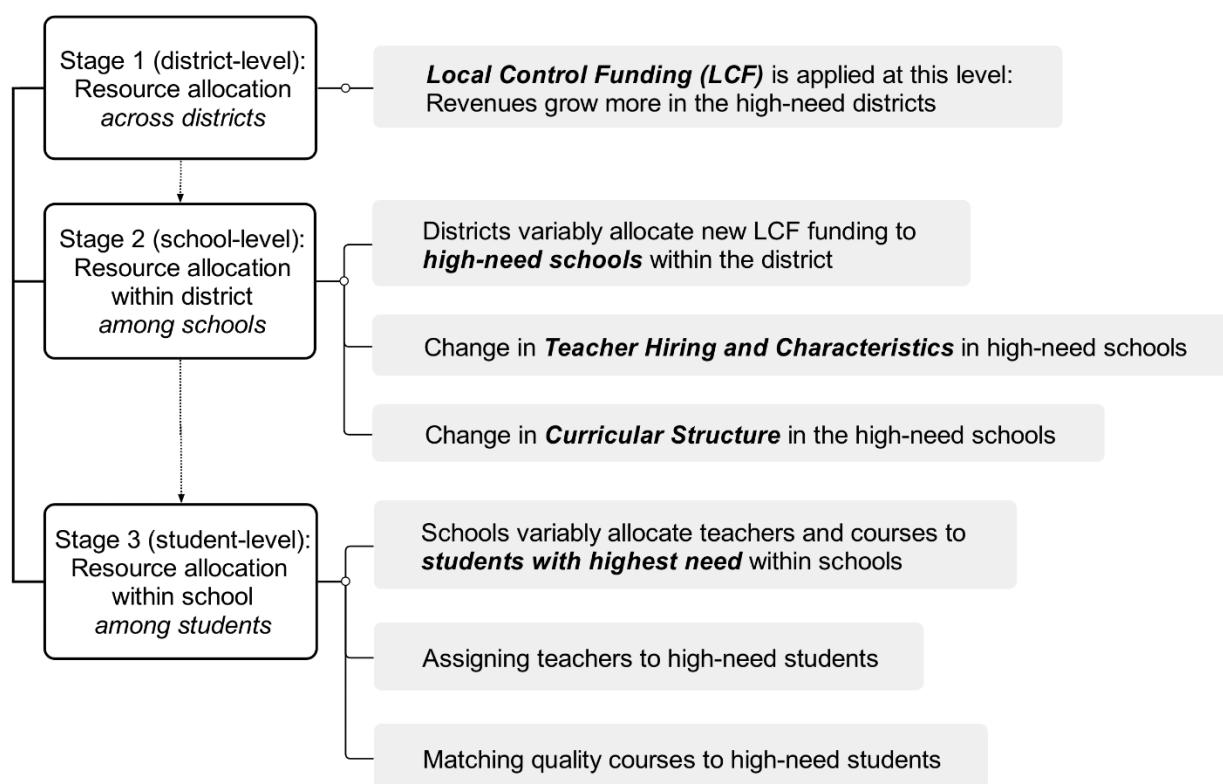 Stage 1 (district-level):
Resource allocation
across districts
Local Control Funding (LCF) is applied at this level:
Revenues grow more in the high-need districts
Stage 2 (school-level):
Resource allocation
within district
among schools
Districts variably allocate new LCF funding to
high-need schools within the district
Change in Teacher Hiring and Characteristics in high-need schools
Change in Curricular Structure in the high-need schools
Stage 3 (student-level):
Resource allocation
within school
among students
Schools variably allocate teachers and courses to
students with highest need within schools
Assigning teachers to high-need students
Matching quality courses to high-need students